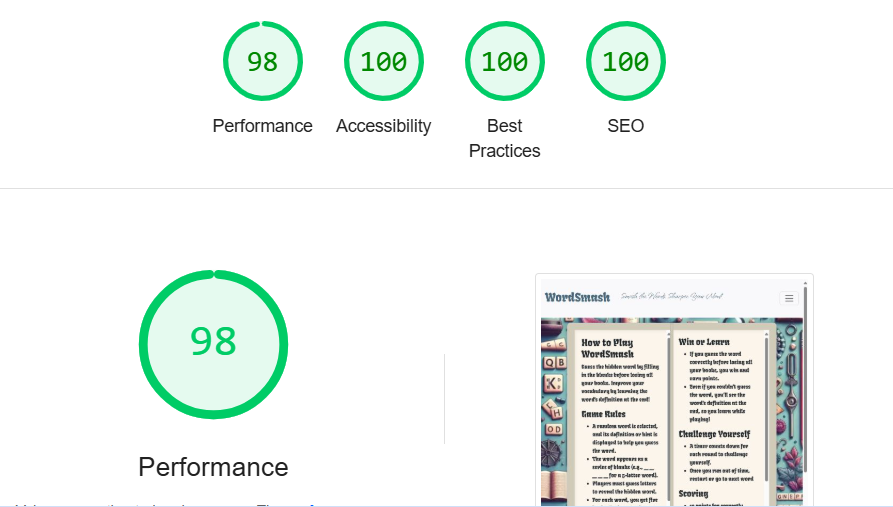 98
100
100
100
Performance
Accessibility
Best
Practices
SEO
98
Performance
WordSmash
Smash the Words, Sharpen Your Mind
How to Play
WordSmash
Guess the hidden word by filling
in the blanks before losing all
your books. Improve your
vocabulary by learning the
word's definition at the end!
Game Rules
A random word is selected,
and its definition or hint is
displayed to help you guess
the word.
The word appears as a
series of blanks (e.g., __ __
__ __ __ for a 5-letter word).
Players must guess letters
to reveal the hidden word.
For each word, you get five
Win or Learn
If you guess the word
correctly before losing all
your books, you win and
earn points.
Even if you couldn't guess
the word, you'll see the
word's definition at the
end, so you learn while
playing!
Challenge Yourself
A timer counts down for
each round to challenge
yourself.
Once you run out of time,
restart or go to next word
Scoring